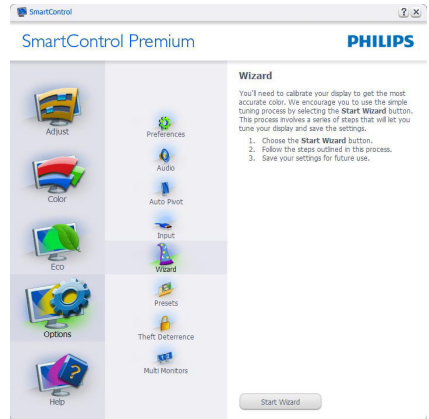 SmartControl
SmartControl Premium
PHILIPS
Adjust
Color
Eco
Options
Help
Preferences
Audio
Auto Pivot
Input
Wizard
Presets
Theft Deterrence
Multi Monitors
Wizard
You'll need to calibrate your display to get the most
accurate color. We encourage you to use the simple
tuning process by selecting the Start Wizard button.
This process involves a series of steps that will let you
tune your display and save the settings.
1. Choose the Start Wizard button.
2. Follow the steps outlined in this process.
3. Save your settings for future use.
Start Wizard